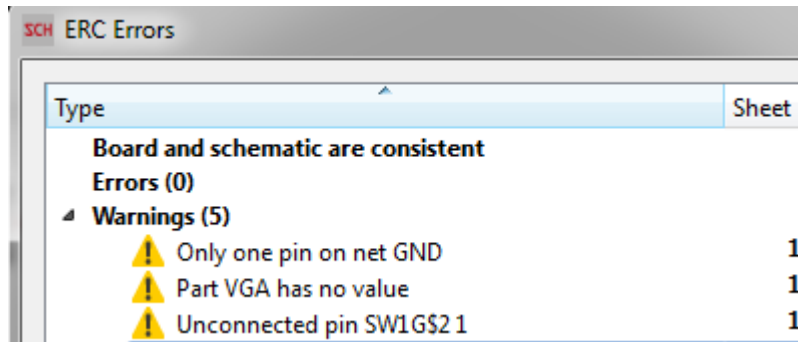 SCH ERC Errors
Type Sheet
Board and schematic are consistent
Errors (0)
Warnings (5)
Only one pin on net GND 1
Part VGA has no value 1
Unconnected pin SW1G$2 1 1